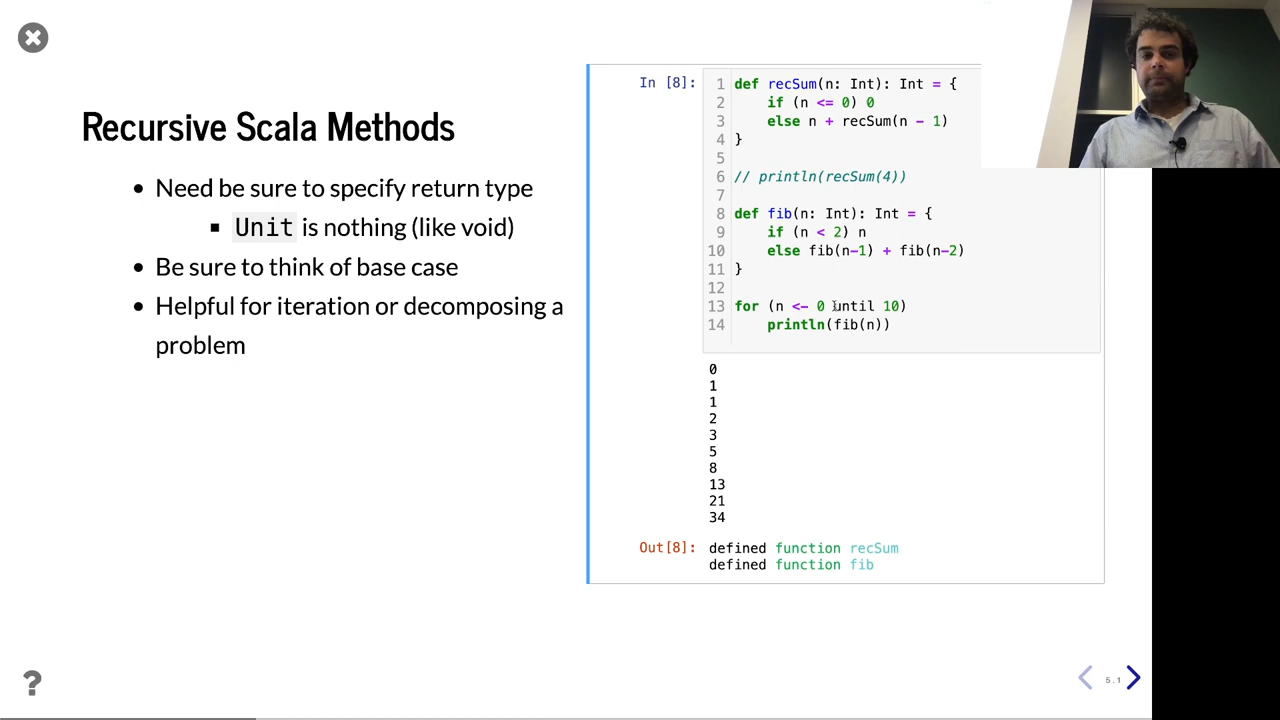 Recursive Scala Methods
• Need be sure to specify return type
▪ Unit is nothing (like void)
• Be sure to think of base case
• Helpful for iteration or decomposing a
problem
In [8]:
1 def recSum(n: Int): Int = {
2 if (n <= 0) 0
3 else n + recSum(n - 1)
4 }
5
6 // println(recSum(4))
7
8 def fib(n: Int): Int = {
9 if (n < 2) n
10 else fib(n-1) + fib(n-2)
11 }
12
13 for (n <- 0 until 10)
14 println(fib(n))
0
1
1
2
3
5
8
13
21
34
Out[8]: defined function recSum
defined function fib
?
5.1